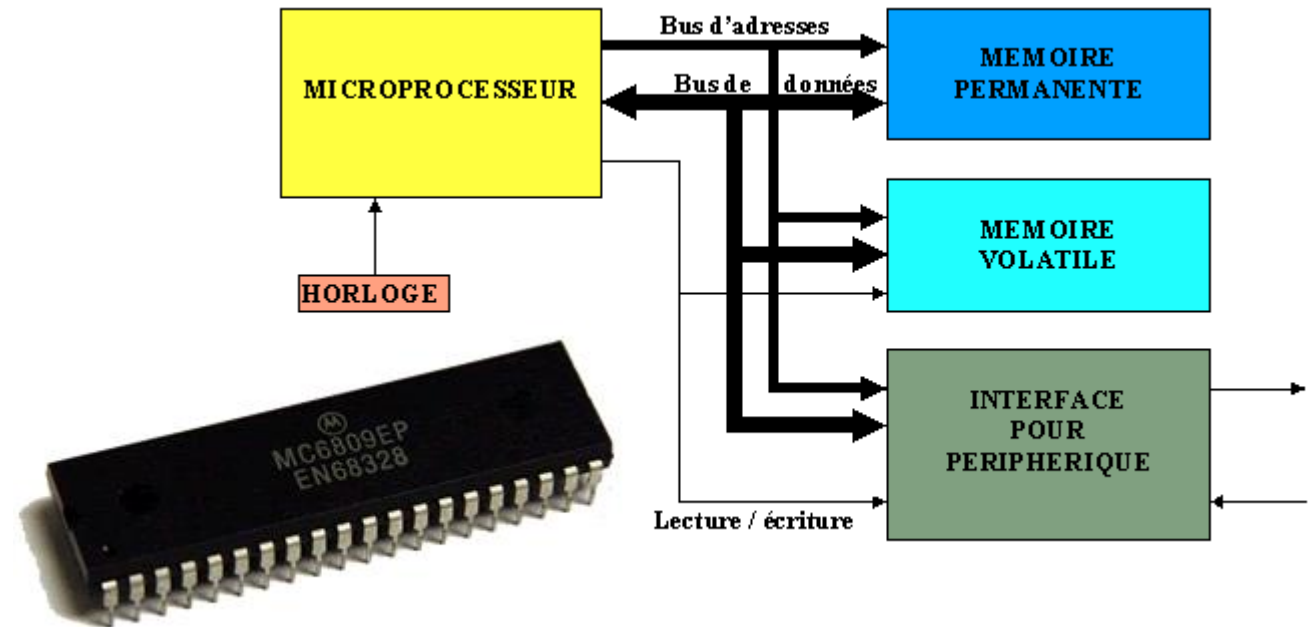 Bus d'adresses
MICROPROCESSEUR
MEMOIRE
PERMANENTE
Bus de données
HORLOGE
MEMOIRE
VOLATILE
INTERFACE
POUR
PERIPHERIQUE
Lecture / écriture
MC6809EP
EN68328